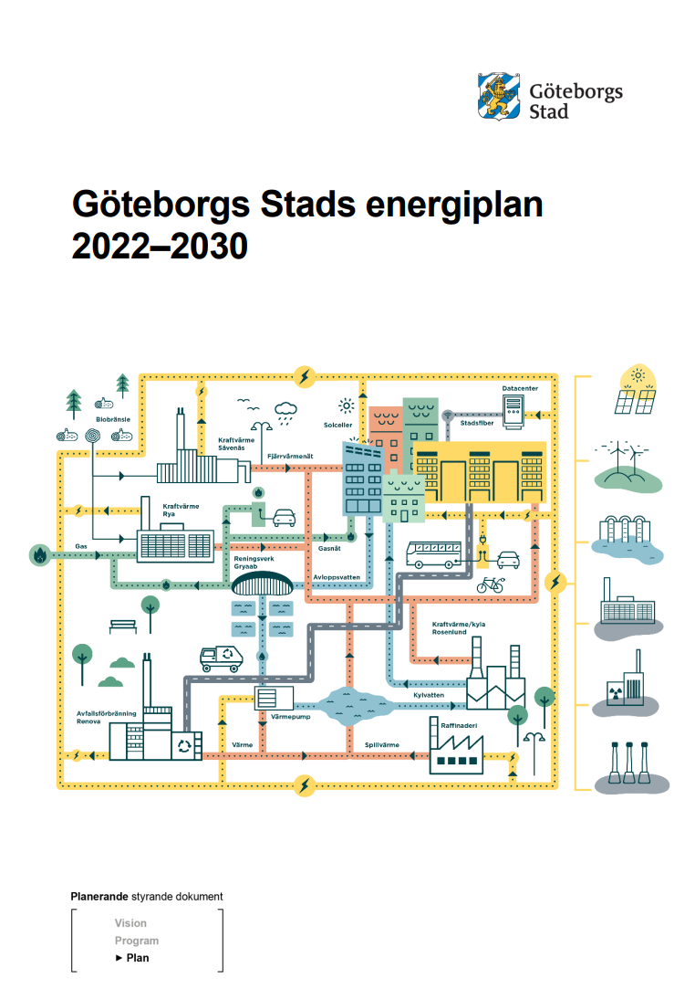 Göteborgs
Stad
Göteborgs Stads energiplan
2022–2030
Datacenter
Biobränsle
Solceller
Stadsfiber
Kraftvärme
Sävenäs
Fjärrvärmenät
Kraftvärme
Rya
Gas
Gasnät
Reningsverk
Gryaab
Avloppsvatten
Kraftvärme/kyla
Rosenlund
Kylvatten
Avfallsförbränning
Renova
Värmepump
Raffinaderi
Värme
Spillvärme
Planerande styrande dokument
Vision
Program
► Plan